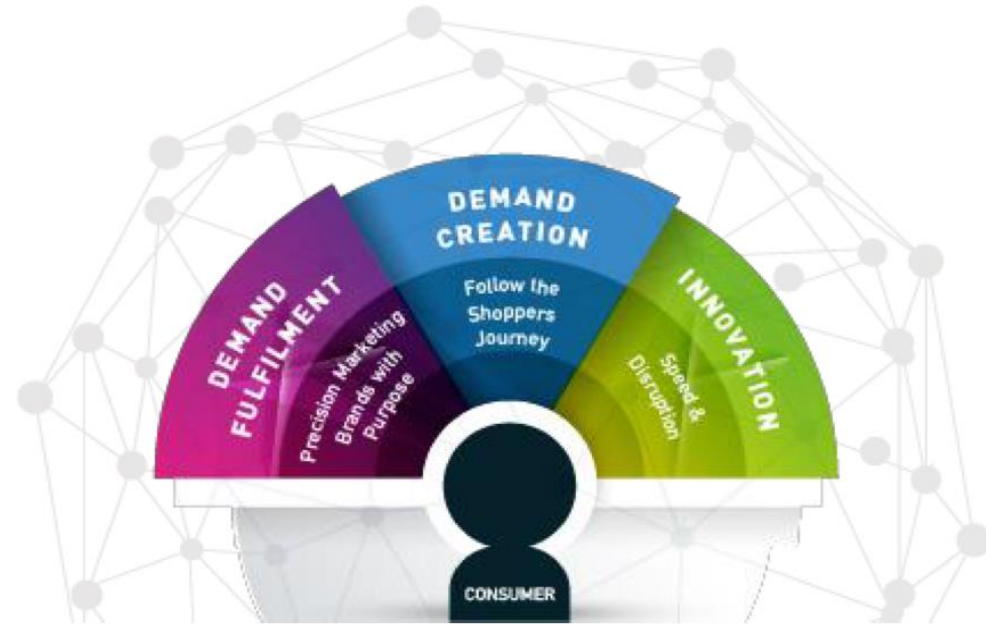 DEMAND
FULFILMENT
Precision Marketing
Brands with
Purpose
DEMAND
CREATION
Follow the
Shoppers
Journey
INNOVATION
Speed &
Disruption
CONSUMER